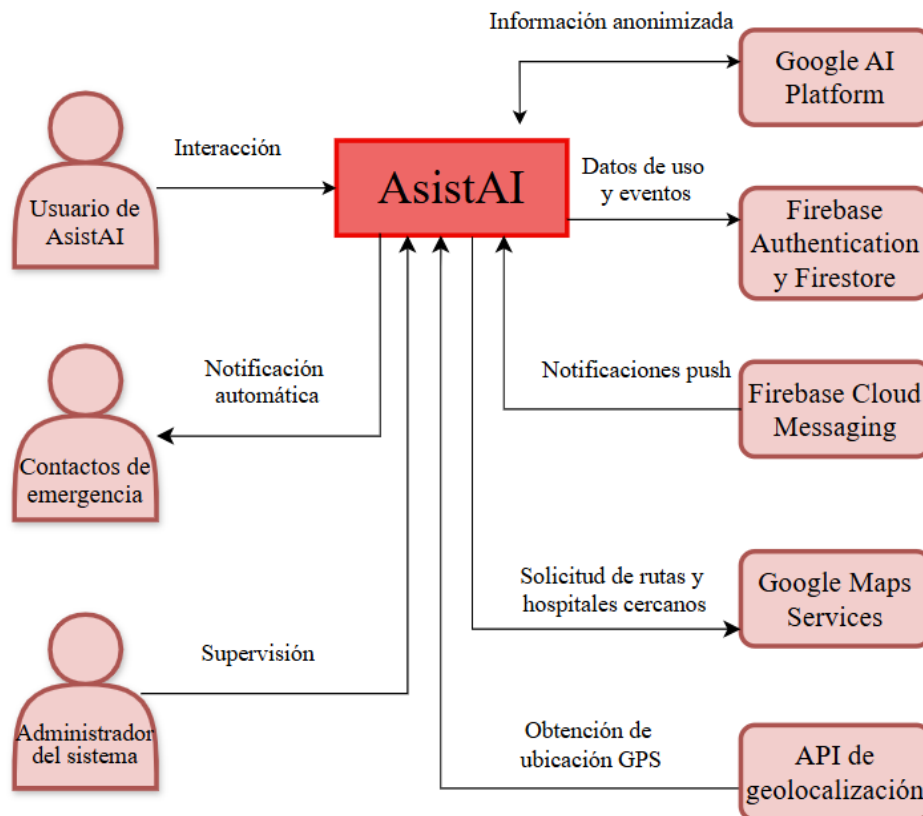 Información anonimizada
Google AI
Platform
Interacción
Usuario de
AsistAI
AsistAI
Datos de uso
y eventos
Firebase
Authentication
y Firestore
Notificación
automática
Contactos de
emergencia
Notificaciones push
Firebase Cloud
Messaging
Solicitud de rutas y
hospitales cercanos
Google Maps
Services
Supervisión
Administrador
del sistema
Obtención de
ubicación GPS
API de
geolocalización